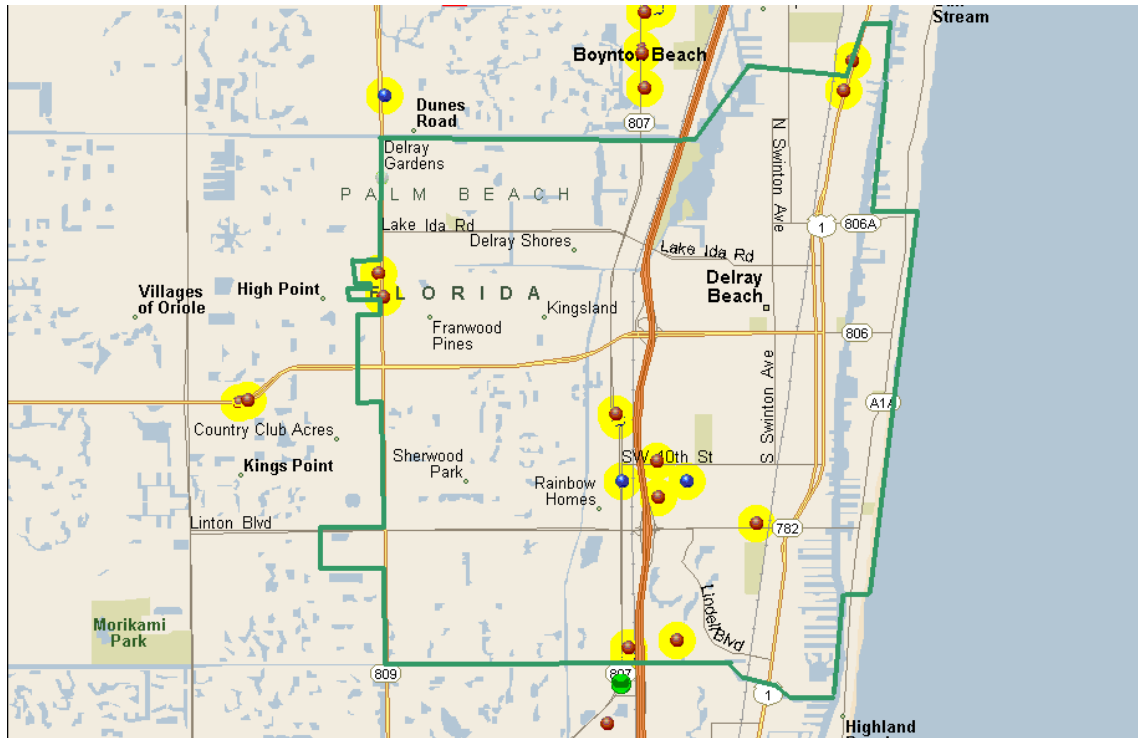 Stream
Boynton Beach
Dunes
Road
807
Delray
Gardens
N Swinton Ave
PALM BEACH
Lake Ida Rd
Delray Shores
1
806A
Lake Ida Rd
Delray
Beach
High Point
Villages
of Oriole
FLORIDA
Kingsland
Franwood
Pines
806
S Swinton Ave
A1A
Country Club Acres
Kings Point
Sherwood
Park
SW 10th St
Rainbow
Homes
Linton Blvd
782
Lindell Blvd
Morikami
Park
809
807
1
Highland